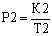 P2 = K2
T2